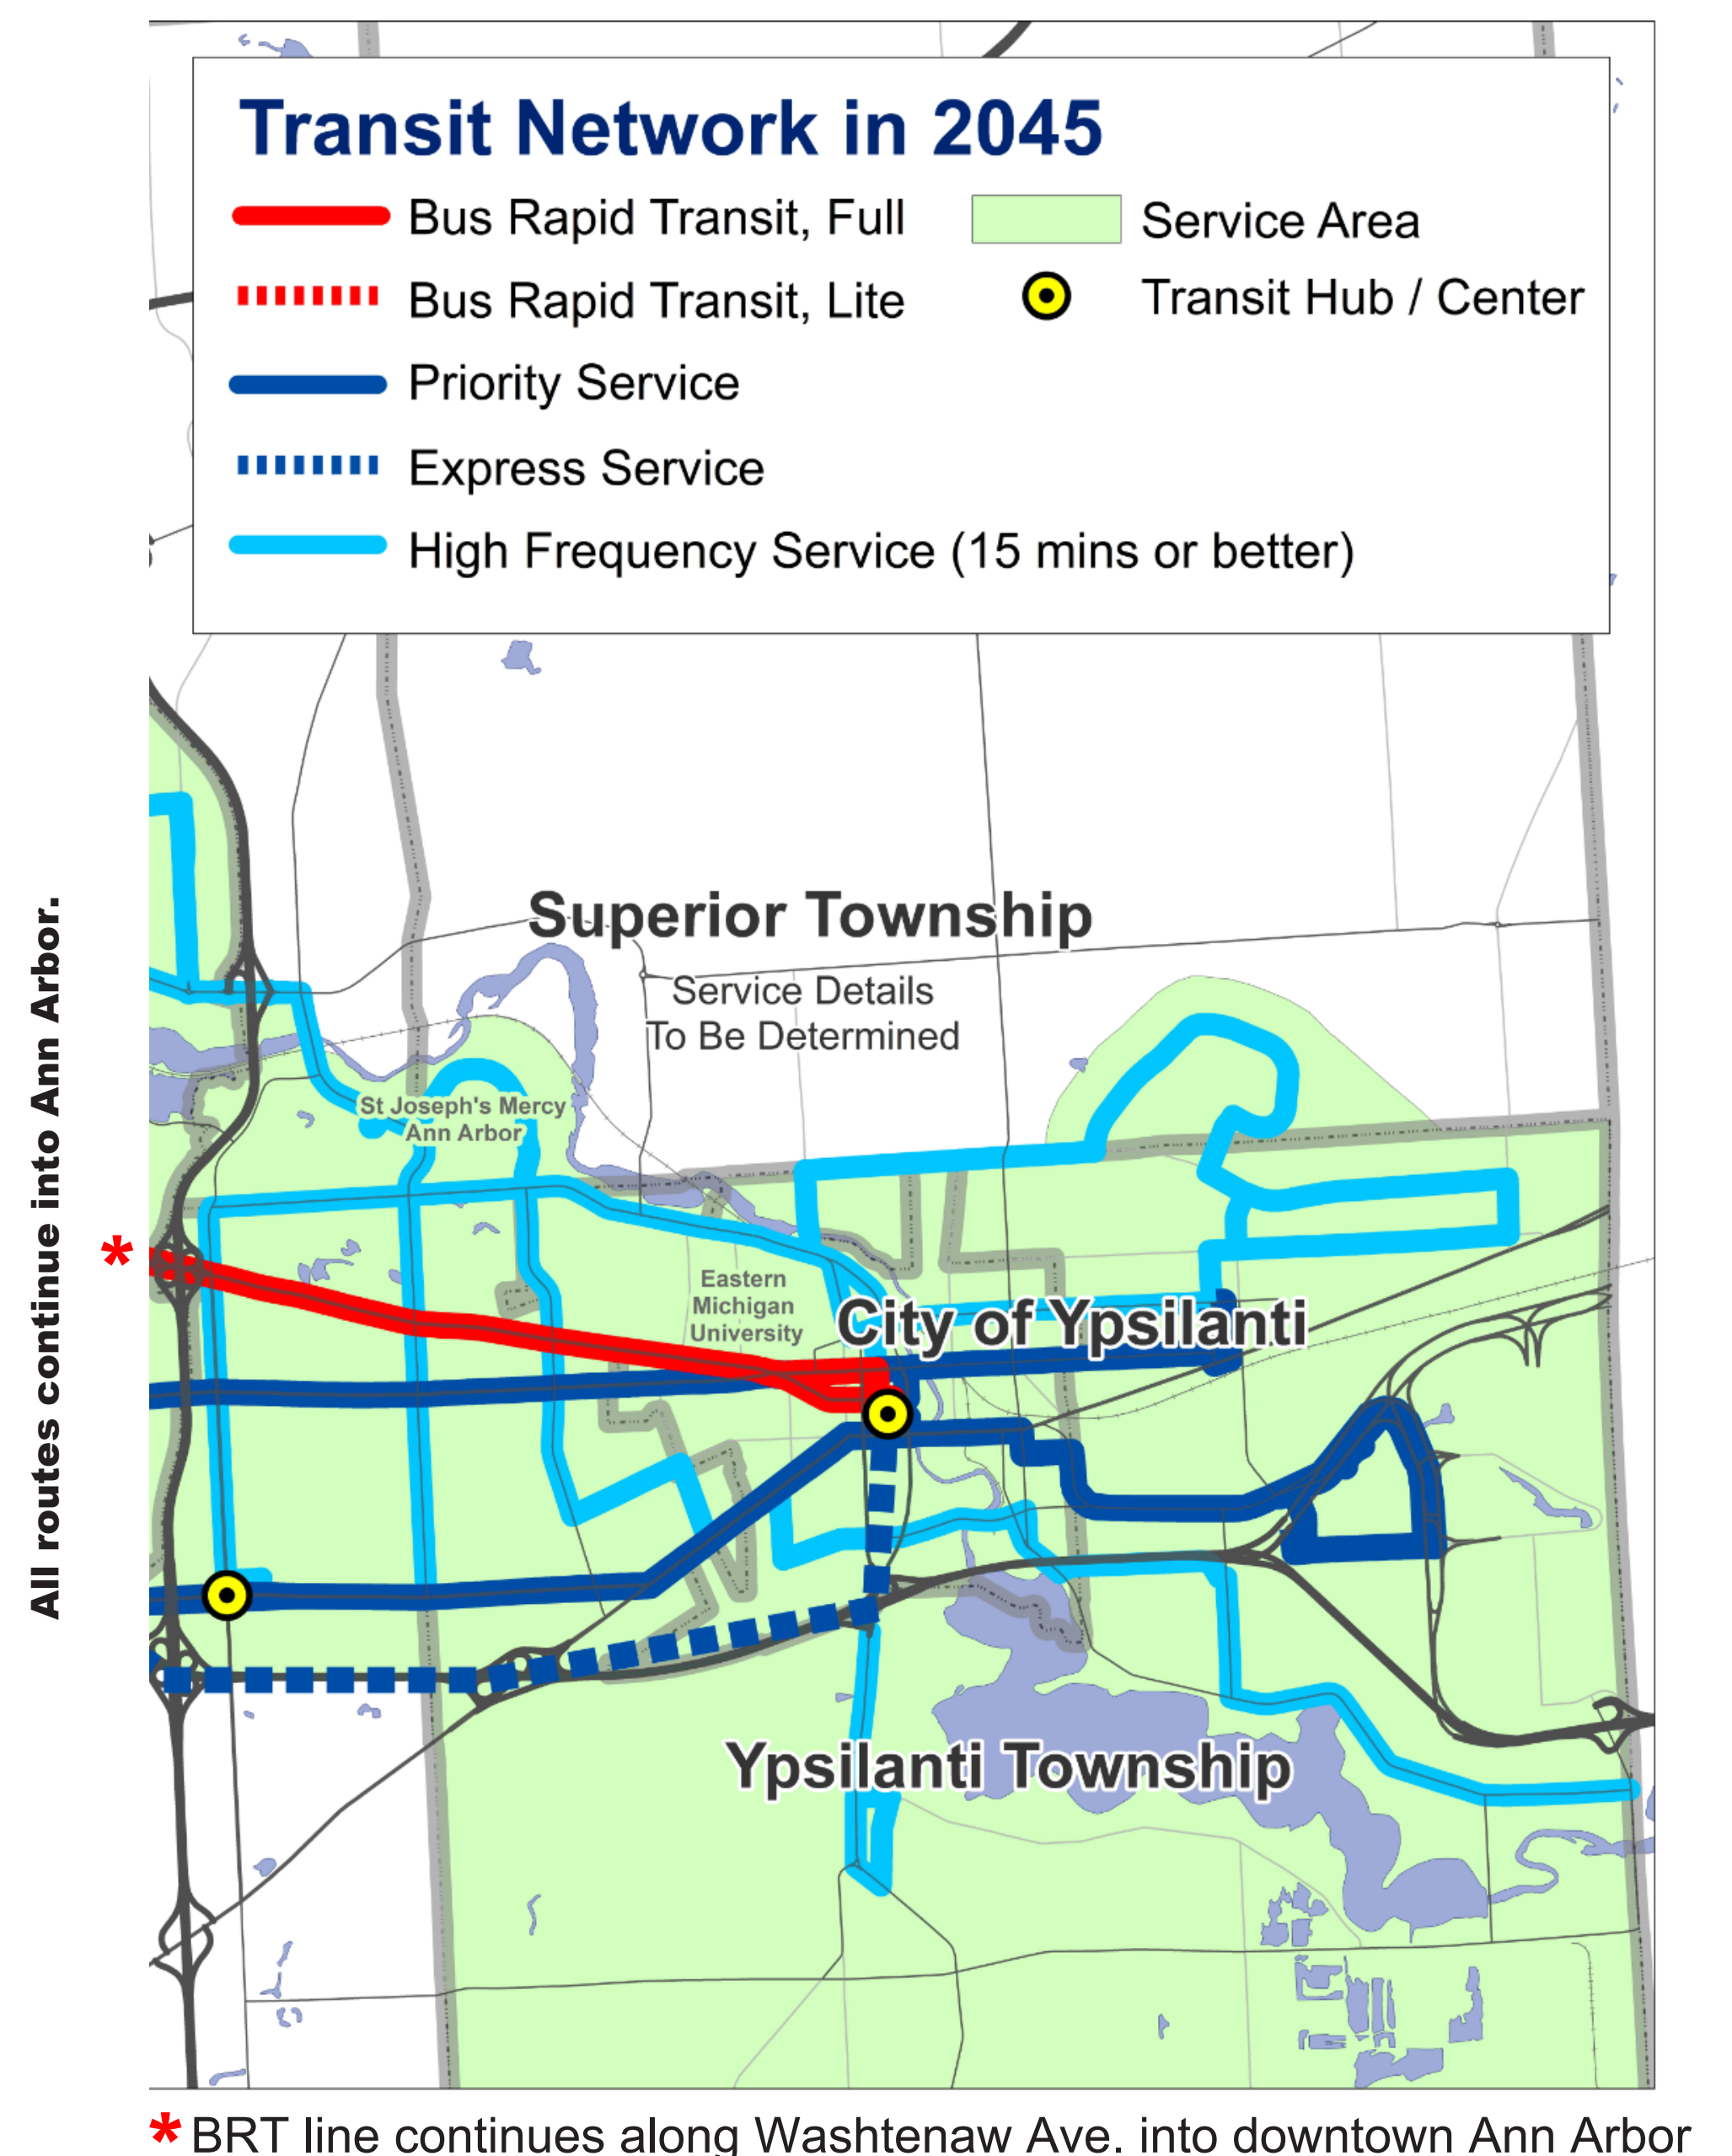 Transit Network in 2045
Bus Rapid Transit, Full
Service Area
Bus Rapid Transit, Lite
Transit Hub / Center
Priority Service
Express Service
High Frequency Service (15 mins or better)
All routes continue into Ann Arbor.
Superior Township
Service Details
To Be Determined
St Joseph's Mercy
Ann Arbor
*
Eastern
Michigan
University
City of Ypsilanti
Ypsilanti Township
* BRT line continues along Washtenaw Ave. into downtown Ann Arbor